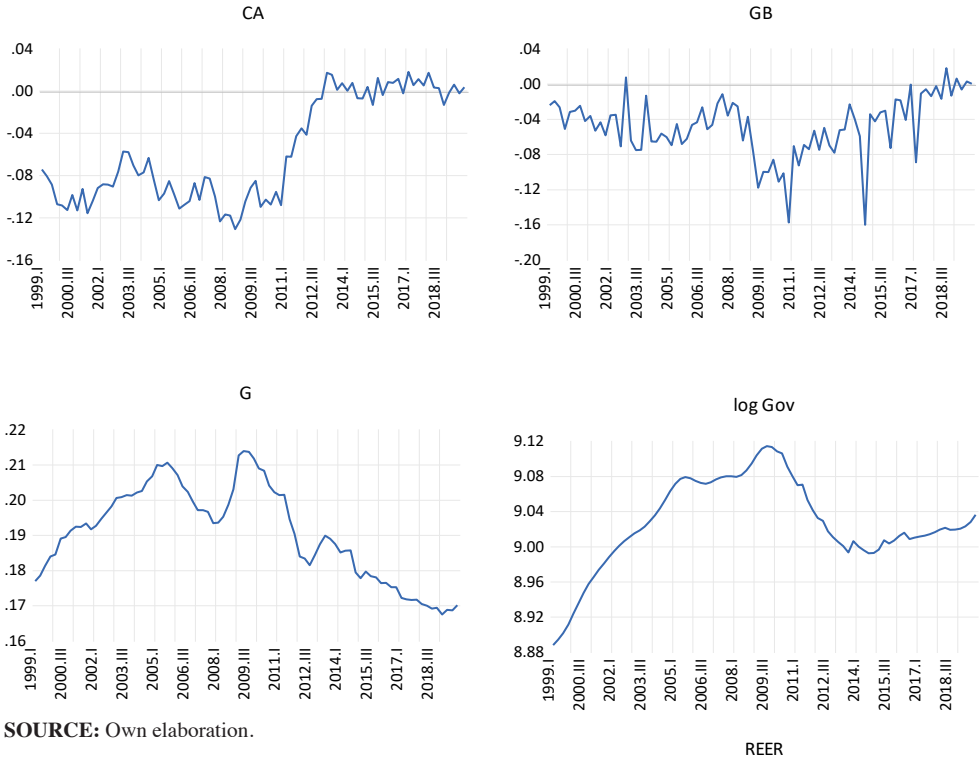 CA
.04
.00
-.04
-.08
-.12
-.16
1999.I
2000.III
2002.I
2003.III
2005.I
2006.III
2008.I
2009.III
2011.I
2012.III
2014.I
2015.III
2017.I
2018.III
GB
.04
.00
-.04
-.08
-.12
-.16
-.20
1999.I
2000.III
2002.I
2003.III
2005.I
2006.III
2008.I
2009.III
2011.I
2012.III
2014.I
2015.III
2017.I
2018.III
G
.22
.21
.20
.19
.18
.17
.16
1999.I
2000.III
2002.I
2003.III
2005.I
2006.III
2008.I
2009.III
2011.I
2012.III
2014.I
2015.III
2017.I
2018.III
log Gov
9.12
9.08
9.04
9.00
8.96
8.92
8.88
1999.I
2000.III
2002.I
2003.III
2005.I
2006.III
2008.I
2009.III
2011.I
2012.III
2014.I
2015.III
2017.I
2018.III
SOURCE: Own elaboration.
REER